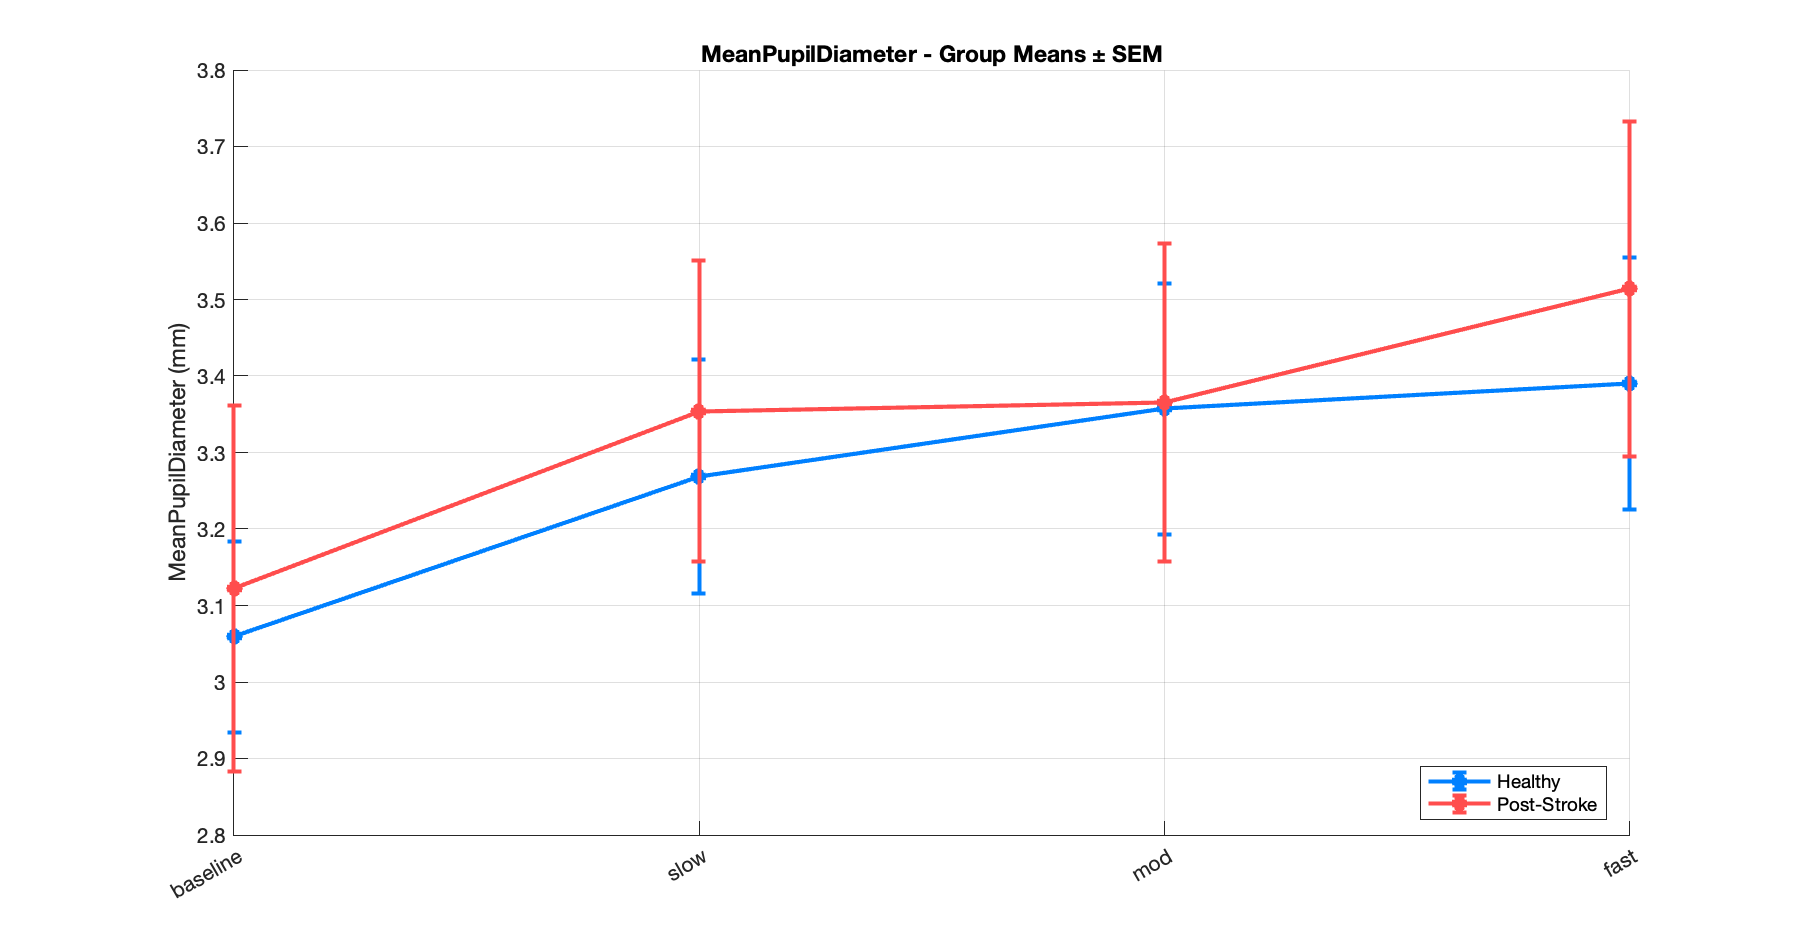 MeanPupilDiameter - Group Means ± SEM
3.8
3.7
3.6
3.5
3.4
3.3
3.2
3.1
3
2.9
2.8
MeanPupilDiameter (mm)
baseline
slow
mod
fast
Healthy
Post-Stroke